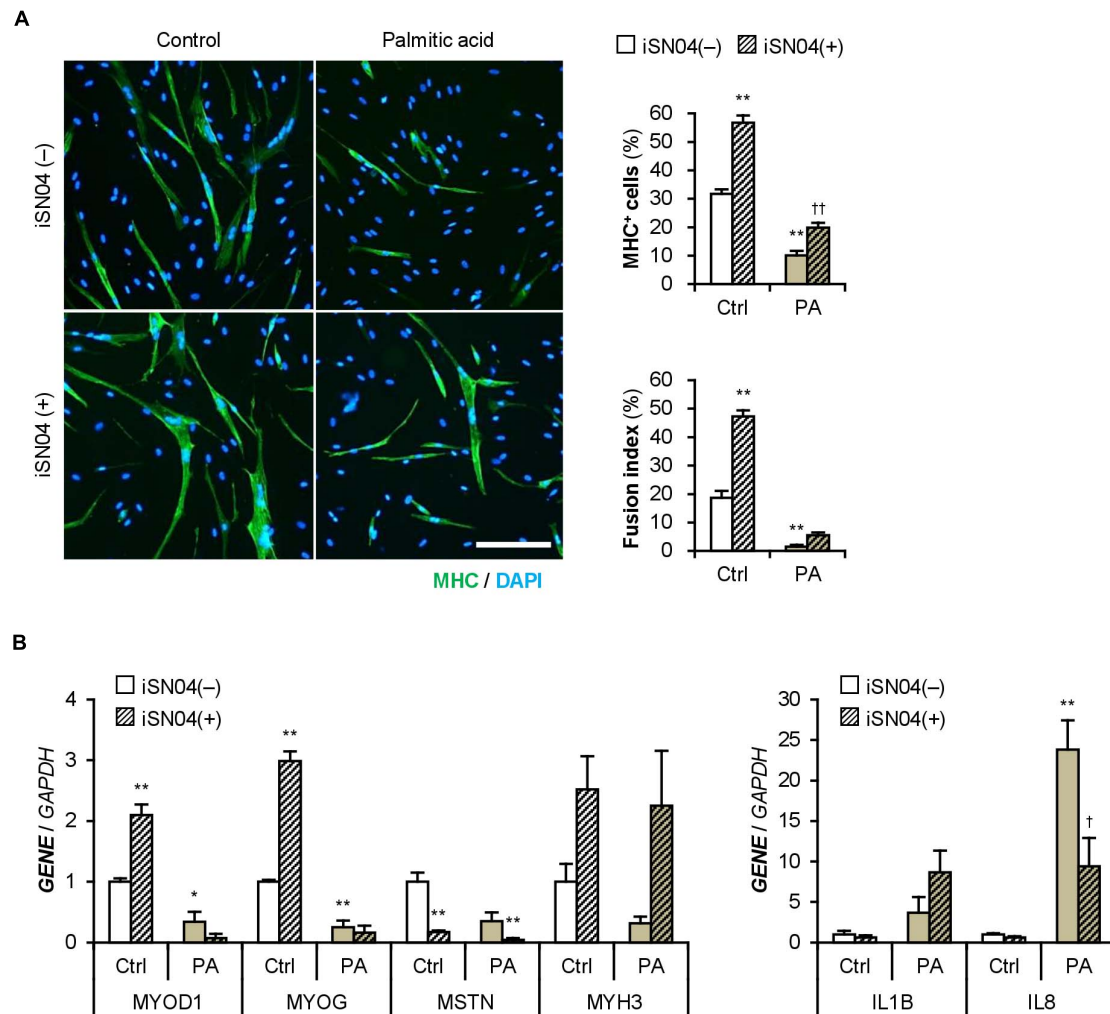 A
Control
Palmitic acid
iSN04 (–)
iSN04 (+)
MHC / DAPI
iSN04(–) iSN04(+)
MHC⁺ cells (%)
60
50
40
30
20
10
0
**
**
††
Ctrl PA
Fusion index (%)
60
50
40
30
20
10
0
**
**
Ctrl PA
B
iSN04(–)
iSN04(+)
GENE / GAPDH
4
3
2
1
0
**
*
**
**
**
**
Ctrl PA Ctrl PA Ctrl PA Ctrl PA
MYOD1 MYOG MSTN MYH3
iSN04(–)
iSN04(+)
GENE / GAPDH
30
25
20
15
10
5
0
**
†
Ctrl PA Ctrl PA
IL1B IL8